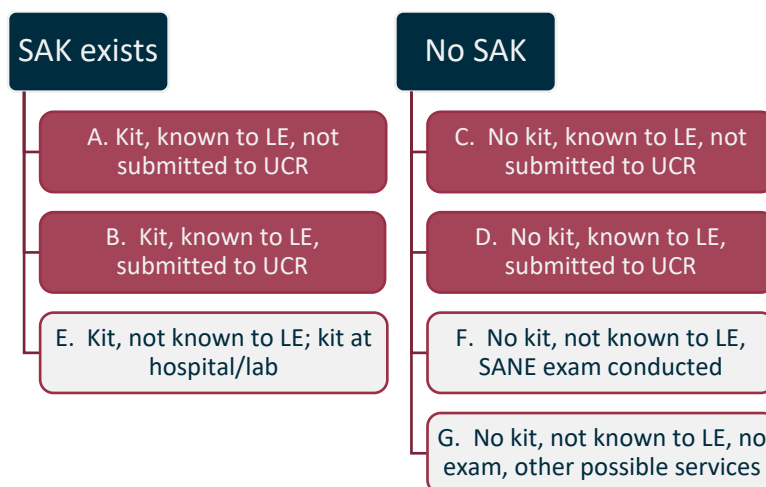 SAK exists
A. Kit, known to LE, not
submitted to UCR
B. Kit, known to LE,
submitted to UCR
E. Kit, not known to LE; kit at
hospital/lab
No SAK
C. No kit, known to LE, not
submitted to UCR
D. No kit, known to LE,
submitted to UCR
F. No kit, not known to LE,
SANE exam conducted
G. No kit, not known to LE, no
exam, other possible services